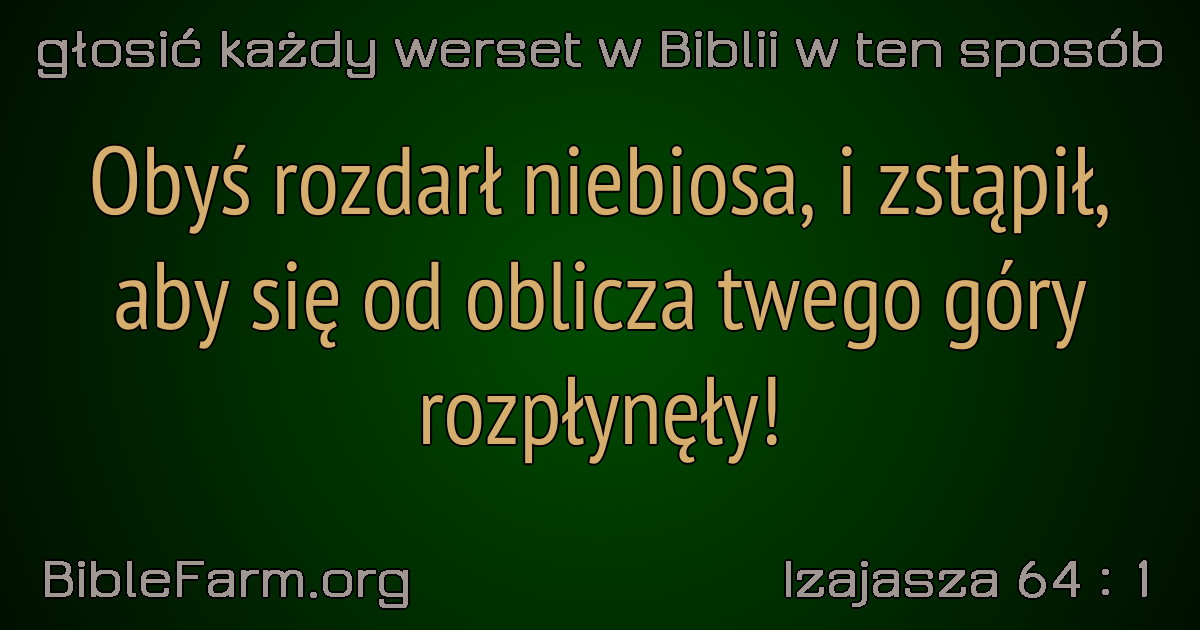 głosić każdy werset w Biblii w ten sposób
Obyś rozdarł niebiosa, i zstąpił,
aby się od oblicza twego góry
rozpłynęły!
BibleFarm.org
Izajasza 64 : 1